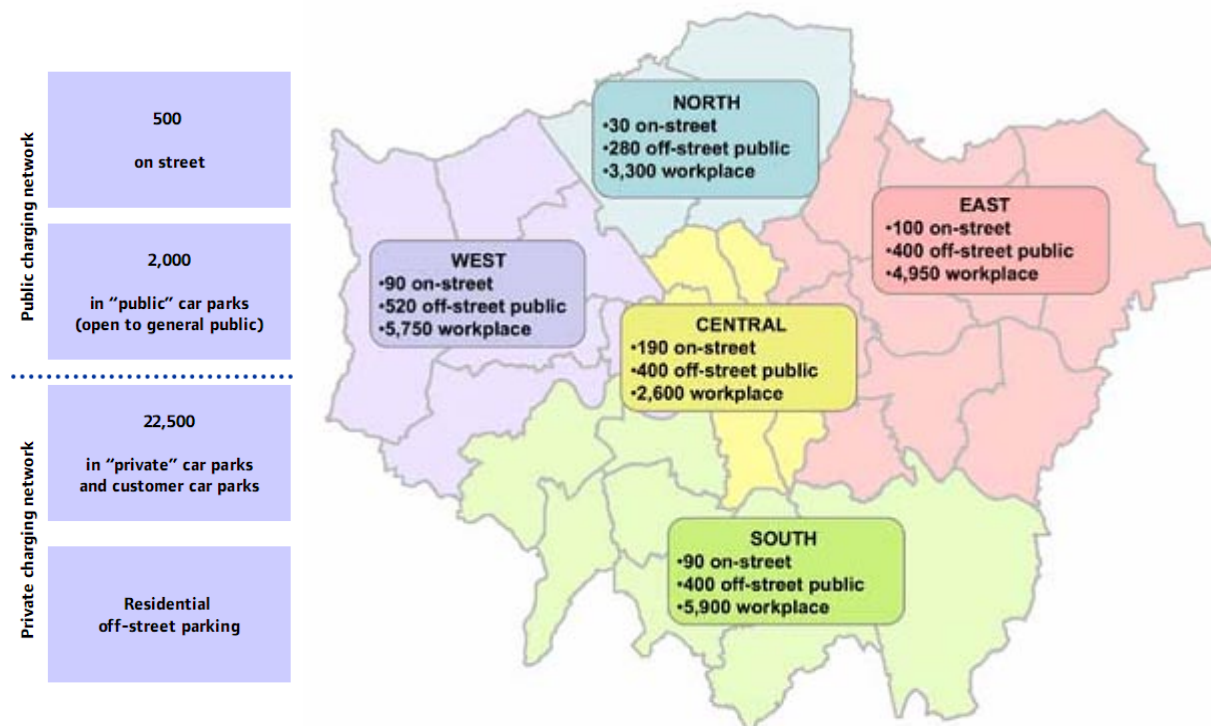 Public charging network
500
on street
2,000
in “public” car parks
(open to general public)
Private charging network
22,500
in “private” car parks
and customer car parks
Residential
off-street parking
NORTH
•30 on-street
•280 off-street public
•3,300 workplace
EAST
•100 on-street
•400 off-street public
•4,950 workplace
WEST
•90 on-street
•520 off-street public
•5,750 workplace
CENTRAL
•190 on-street
•400 off-street public
•2,600 workplace
SOUTH
•90 on-street
•400 off-street public
•5,900 workplace